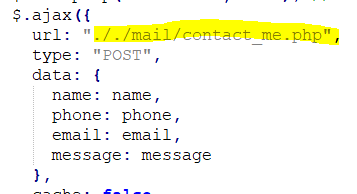 $.ajax({
url: "././mail/contact_me.php",
type: "POST",
data: {
name: name,
phone: phone,
email: email,
message: message
},
cache: false